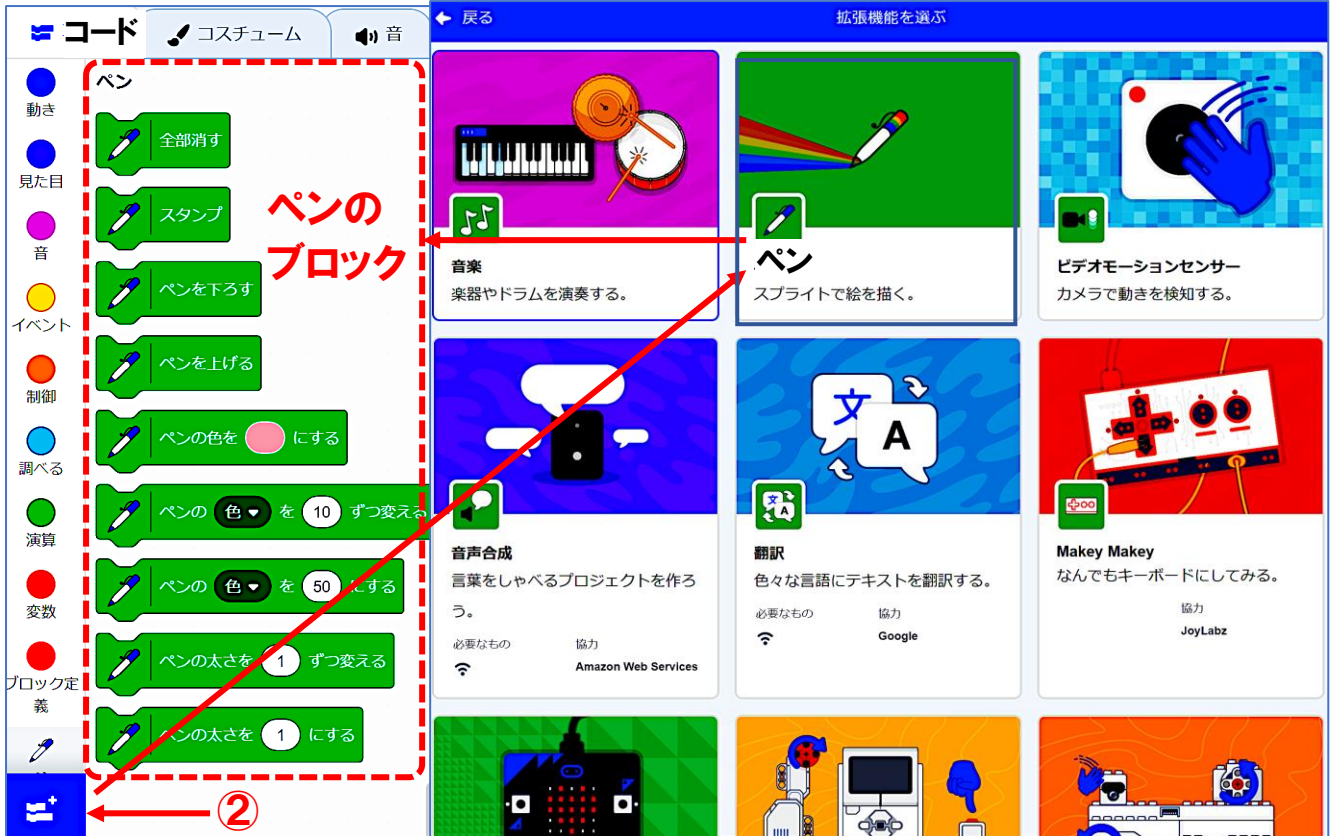 コード
コスチューム
音
動き
見た目
音
イベント
制御
調べる
演算
変数
ブロック定
義
ペン
全部消す
スタンプ
ペンを下ろす
ペンを上げる
ペンの色を にする
ペンの 色 を 10 ずつ変える
ペンの 色 を 50 にする
ペンの太さを 1 ずつ変える
ペンの太さを 1 にする
ペンの
ブロック
②
戻る
拡張機能を選ぶ
音楽
楽器やドラムを演奏する。
ペン
スプライトで絵を描く。
ビデオモーションセンサー
カメラで動きを検知する。
文
A
音声合成
言葉をしゃべるプロジェクトを作ろ
う。
必要なもの
協力
Amazon Web Services
文
A
翻訳
色々な言語にテキストを翻訳する。
必要なもの
協力
Google
Makey Makey
なんでもキーボードにしてみる。
協力
JoyLabz